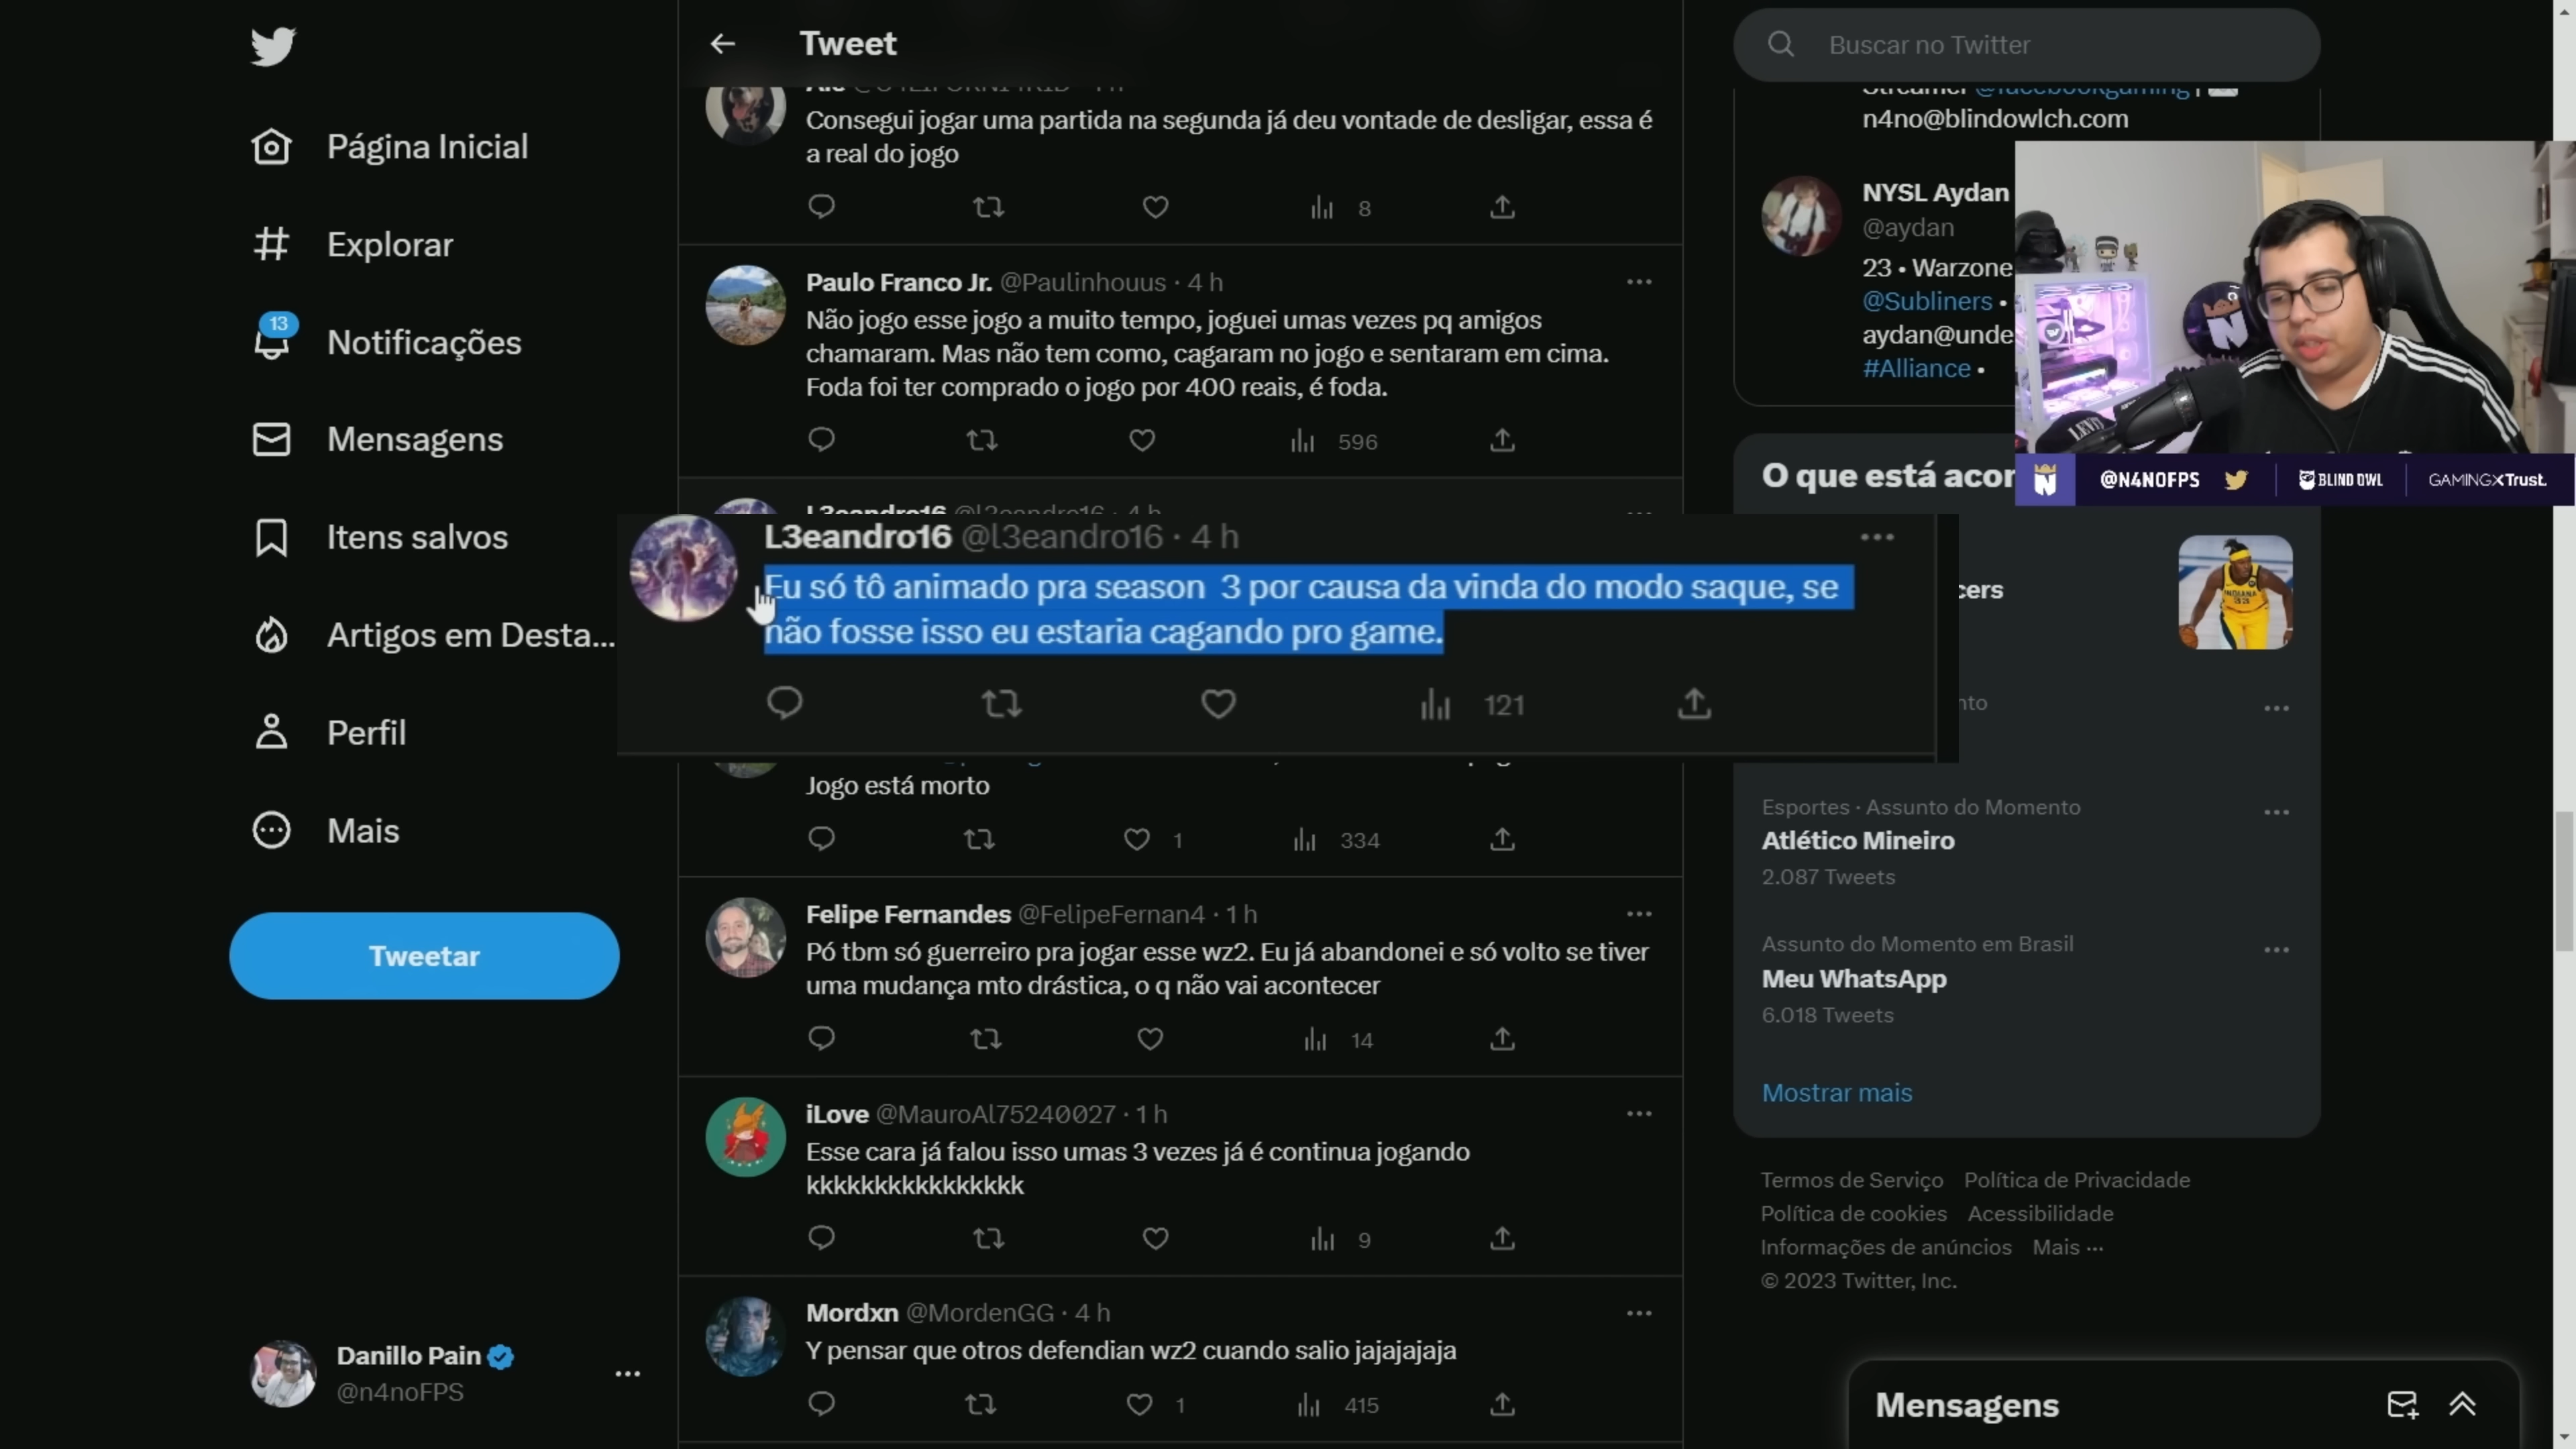 Tweet
Buscar no Twitter
Página Inicial
Explorar
13
Notificações
Mensagens
Itens salvos
Artigos em Desta...
Perfil
Mais
Tweetar
Danillo Pain
@n4noFPS
Consegui jogar uma partida na segunda já deu vontade de desligar, essa é
a real do jogo
8
Paulo Franco Jr. @Paulinhouus · 4 h
Não jogo esse jogo a muito tempo, joguei umas vezes pq amigos
chamaram. Mas não tem como, cagaram no jogo e sentaram em cima.
Foda foi ter comprado o jogo por 400 reais, é foda.
596
L3eandro16 @l3eandro16 · 4 h
L3eandro16 @l3eandro16 · 4 h
Eu só tô animado pra season 3 por causa da vinda do modo saque, se
não fosse isso eu estaria cagando pro game.
121
Jogo está morto
1 334
Felipe Fernandes @FelipeFernan4 · 1 h
Pó tbm só guerreiro pra jogar esse wz2. Eu já abandonei e só volto se tiver
uma mudança mto drástica, o q não vai acontecer
14
iLove @MauroAl75240027 · 1 h
Esse cara já falou isso umas 3 vezes já é continua jogando
kkkkkkkkkkkkkkkk
9
Mordxn @MordenGG · 4 h
Y pensar que otros defendian wz2 cuando salio jajajajaja
1 415
Streamer @facebookgaming |
n4no@blindowlch.com
NYSL Aydan
@aydan
23 • Warzone
@Subliners •
aydan@unde
#Alliance •
@N4NOFPS
BLIND OWL
GAMINGXTrust.
O que está acon
cers
INDIANA
33
nto
Esportes · Assunto do Momento
Atlético Mineiro
2.087 Tweets
Assunto do Momento em Brasil
Meu WhatsApp
6.018 Tweets
Mostrar mais
Termos de Serviço Política de Privacidade
Política de cookies Acessibilidade
Informações de anúncios Mais ···
© 2023 Twitter, Inc.
Mensagens